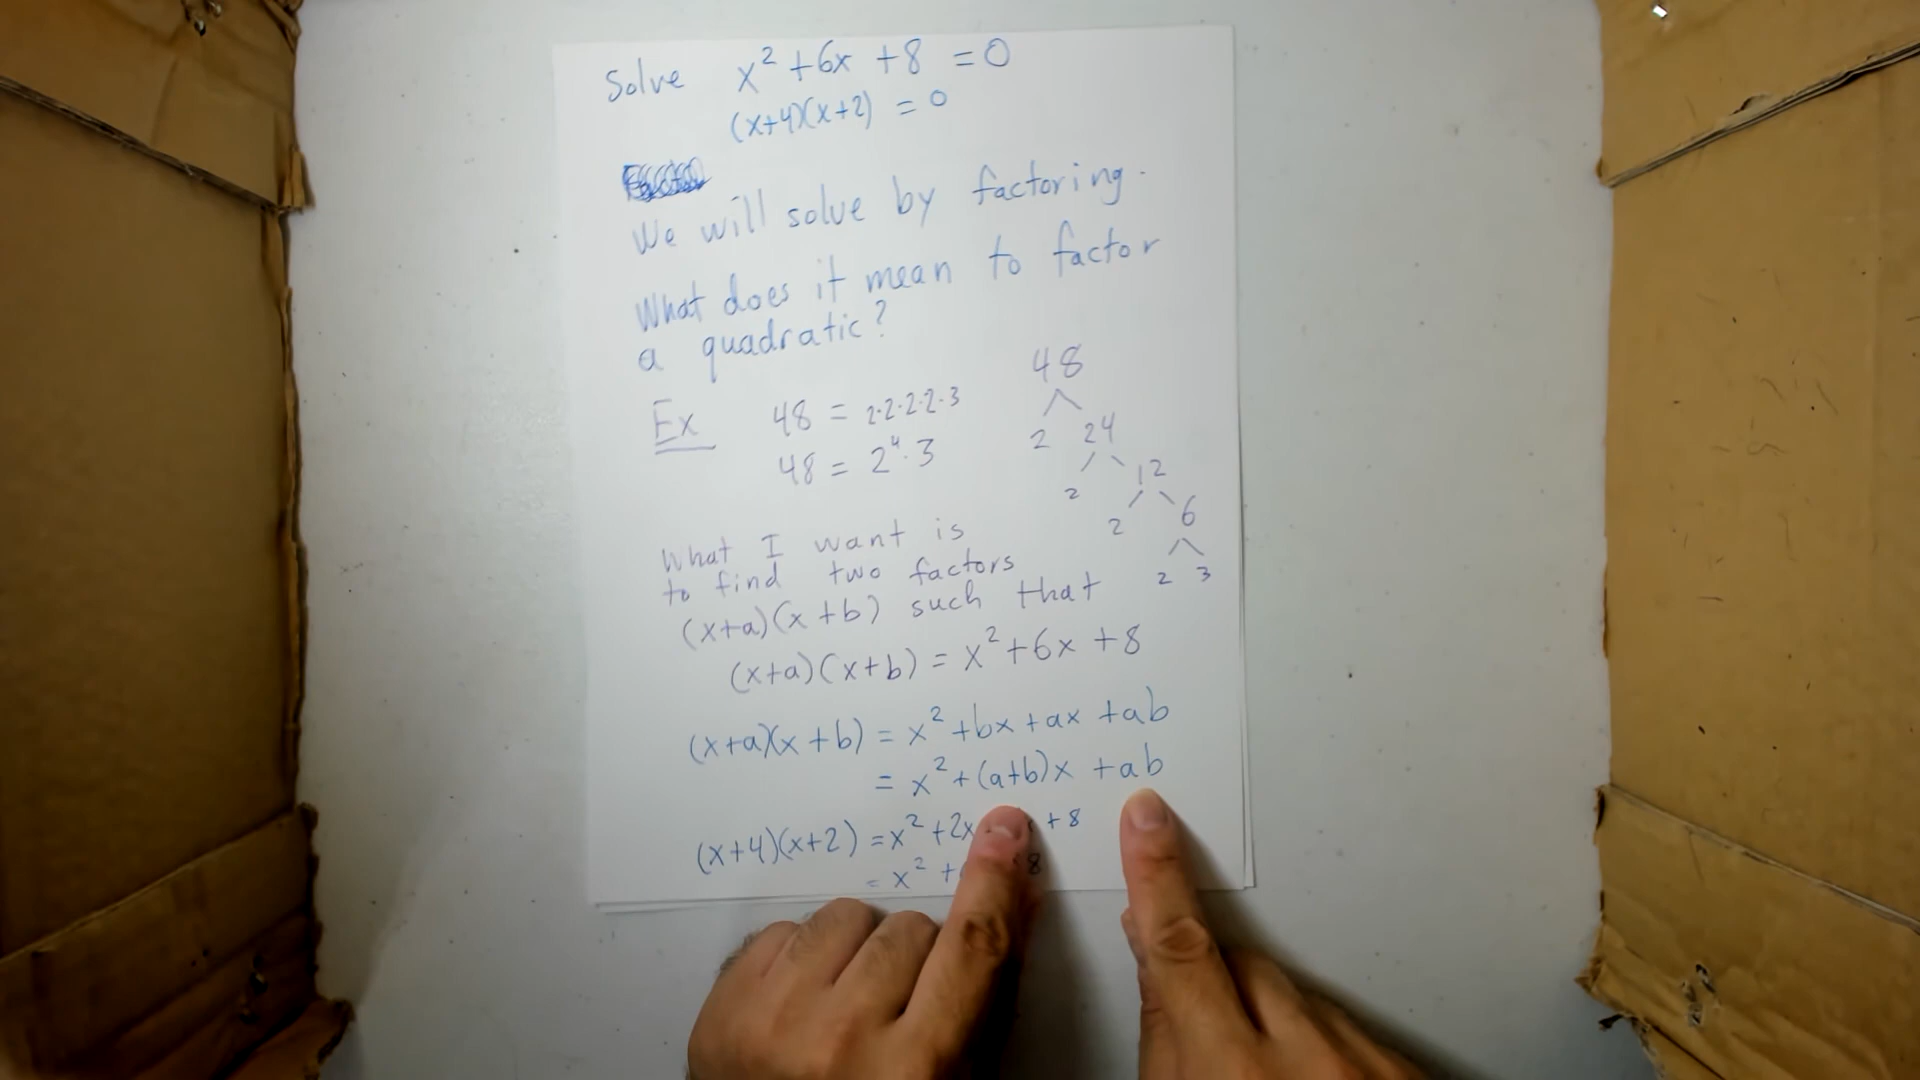 Solve x² + 6x + 8 = 0
(x+4)(x+2) = 0
We will solve by factoring.
What does it mean to factor
a quadratic?
Ex 48 = 2·2·2·2·3
48 = 2⁴·3
48
2 24
2 12
2 6
2 3
What I want is
to find two factors
(x+a)(x+b) such that
(x+a)(x+b) = x² + 6x + 8
(x+a)(x+b) = x² + bx + ax + ab
= x² + (a+b)x + ab
(x+4)(x+2) = x² + 2x + 8
= x² + 8